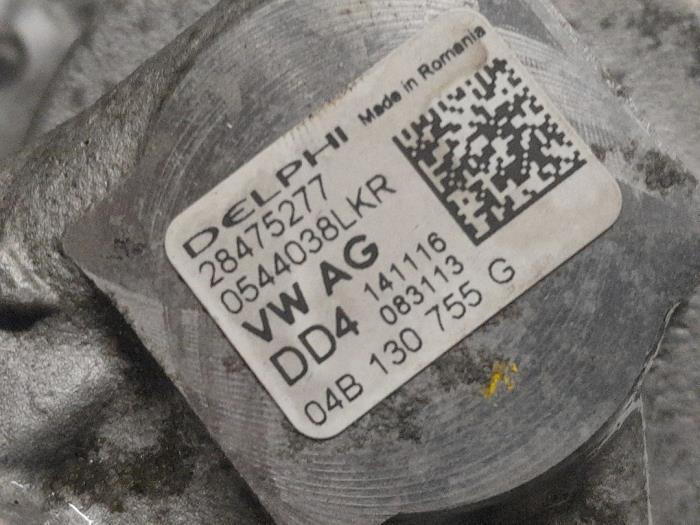 DELPHI Made in Romania
28475277
0544038LKR
VW AG
DD4 141116
083113
04B 130 755 G